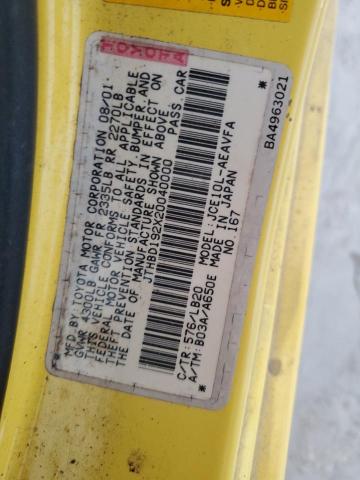 TOYOTA
MFD. BY: TOYOTA MOTOR CORPORATION 08/01
GVWR 4300LB GAWR FR 2335LB RR 2270LB
THIS VEHICLE CONFORMS TO ALL APPLICABLE
FEDERAL MOTOR VEHICLE SAFETY, BUMPER, AND
THEFT PREVENTION STANDARDS IN EFFECT ON
THE DATE OF MANUFACTURE SHOWN ABOVE.
JTHBD192X20040000 PASS. CAR
C/TR: 576/LB20 MODEL: JCE10L-AEAVFA
A/TM: B03A/A650E NO. 167 MADE IN JAPAN
BA4963021